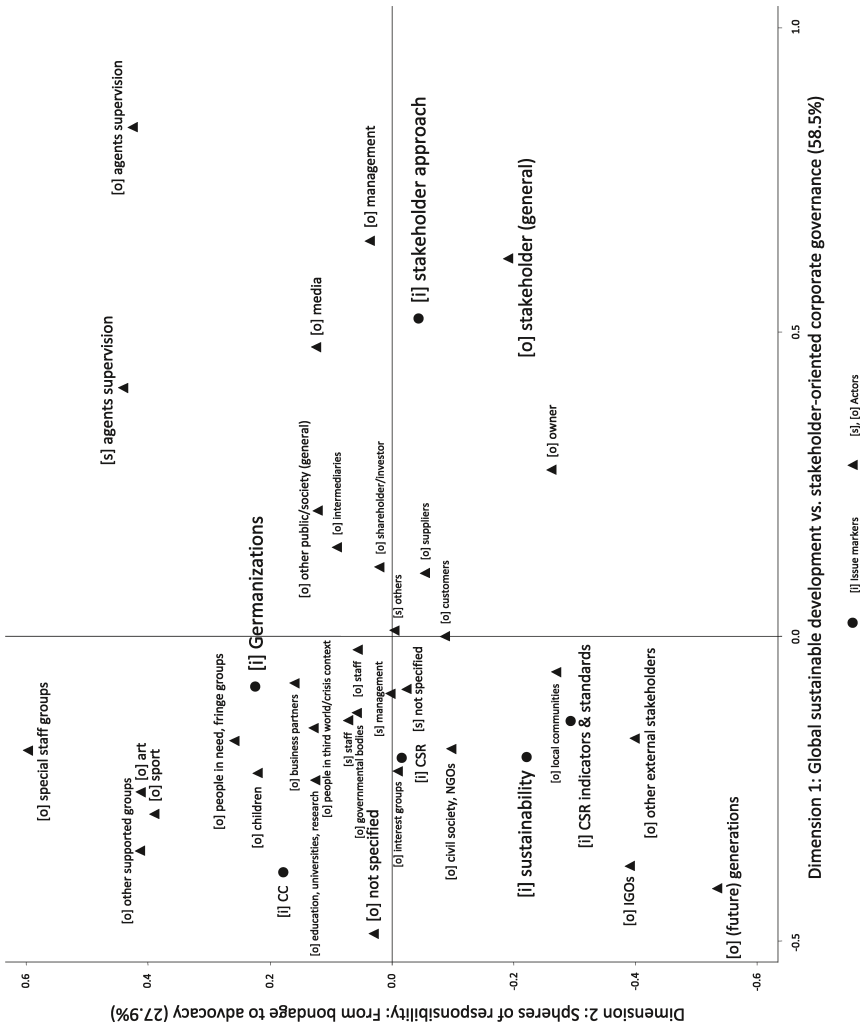 [o] special staff groups
[o] other supported groups
[o] art
[o] sport
[s] agents supervision
[o] agents supervision
[o] people in need, fringe groups
[o] children
[i] Germanizations
[i] CC
[o] business partners
[o] education, universities, research
[o] people in third world/crisis context
[o] other public/society (general)
[o] intermediaries
[o] media
[s] staff
[o] governmental bodies
[o] staff
[o] not specified
[s] management
[o] shareholder/investor
[o] management
[s] others
[o] interest groups
[i] CSR
[s] not specified
[o] suppliers
[i] stakeholder approach
[o] customers
[o] civil society, NGOs
[o] stakeholder (general)
[i] sustainability
[o] local communities
[o] owner
[i] CSR indicators & standards
[o] other external stakeholders
[o] IGOs
[o] (future) generations
0.6
0.4
0.2
0.0
-0.2
-0.4
-0.6
Dimension 2: Spheres of responsibility: From bondage to advocacy (27.9%)
-0.5
0.0
0.5
1.0
Dimension 1: Global sustainable development vs. stakeholder-oriented corporate governance (58.5%)
[i] Issue markers
[s], [o] Actors